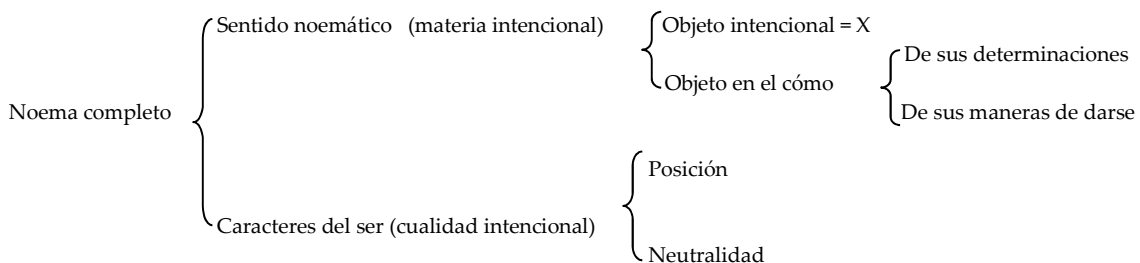 Sentido noemático (materia intencional)
Objeto intencional = X
Objeto en el cómo
De sus determinaciones
De sus maneras de darse
Noema completo
Posición
Caracteres del ser (cualidad intencional)
Neutralidad